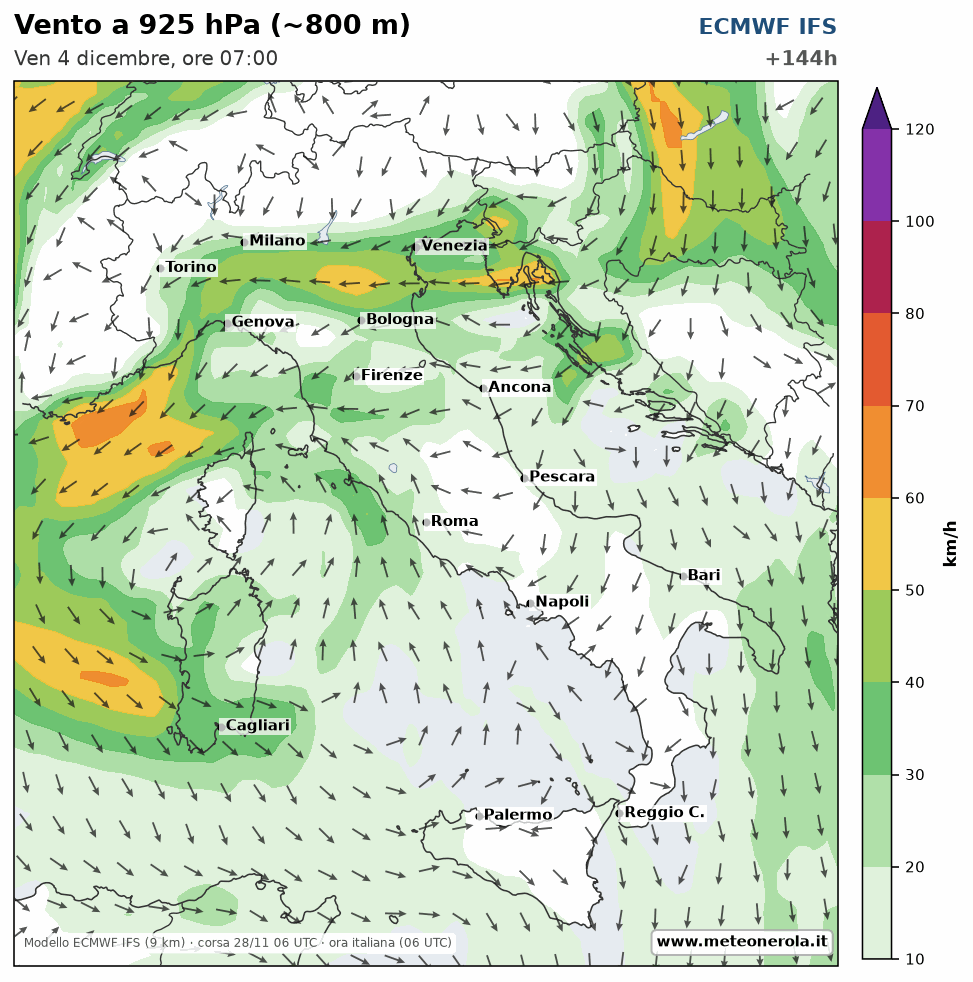 Vento a 925 hPa (~800 m)
ECMWF IFS
Ven 4 dicembre, ore 07:00
+144h
Milano
Venezia
Torino
Genova
Bologna
Firenze
Ancona
Pescara
Roma
Bari
Napoli
Cagliari
Palermo
Reggio C.
120
100
80
70
60
50
40
30
20
10
km/h
Modello ECMWF IFS (9 km) · corsa 28/11 06 UTC · ora italiana (06 UTC)
www.meteonerola.it